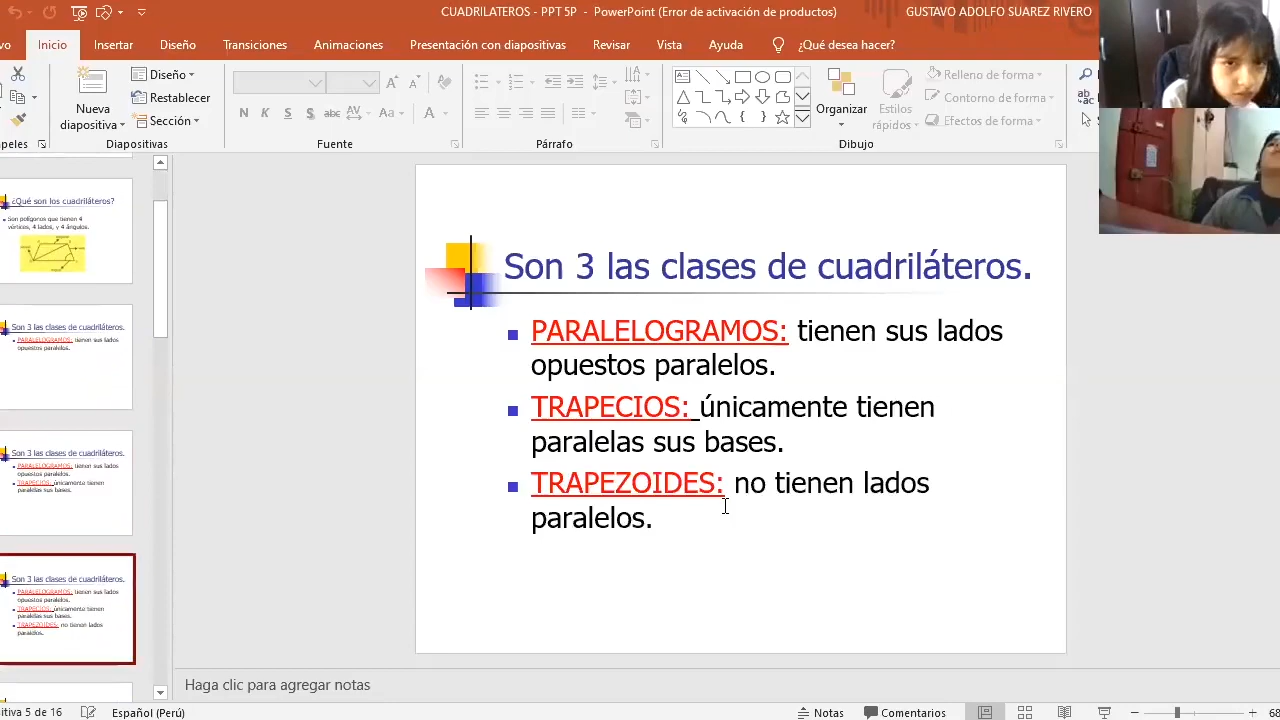 CUADRILATEROS - PPT 5P - PowerPoint (Error de activación de productos)
GUSTAVO ADOLFO SUAREZ RIVERO
Inicio
Insertar
Diseño
Transiciones
Animaciones
Presentación con diapositivas
Revisar
Vista
Ayuda
¿Qué desea hacer?
Nueva
diapositiva
Diseño
Restablecer
Sección
Diapositivas
N K S abc AV Aa A
Fuente
Párrafo
Organizar
Estilos
rápidos
Relleno de forma
Contorno de forma
Efectos de forma
Dibujo
¿Qué son los cuadriláteros?
Son polígonos que tienen 4
vértices, 4 lados, y 4 ángulos.
Son 3 las clases de cuadriláteros.
PARALELOGRAMOS: tienen sus lados
opuestos paralelos.
Son 3 las clases de cuadriláteros.
PARALELOGRAMOS: tienen sus lados
opuestos paralelos.
TRAPECIOS: únicamente tienen
paralelas sus bases.
Son 3 las clases de cuadriláteros.
PARALELOGRAMOS: tienen sus lados
opuestos paralelos.
TRAPECIOS: únicamente tienen
paralelas sus bases.
TRAPEZOIDES: no tienen lados
paralelos.
Son 3 las clases de cuadriláteros.
PARALELOGRAMOS: tienen sus lados
opuestos paralelos.
TRAPECIOS: únicamente tienen
paralelas sus bases.
TRAPEZOIDES: no tienen lados
paralelos.
Haga clic para agregar notas
itiva 5 de 16
Español (Perú)
Notas
Comentarios
68